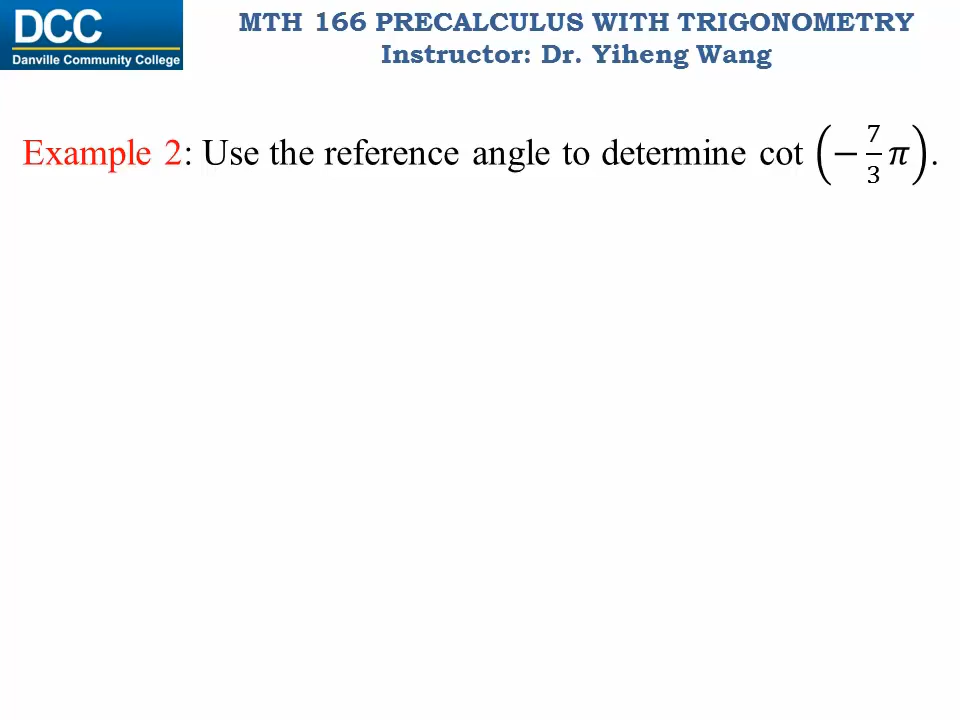 DCC
Danville Community College
MTH 166 PRECALCULUS WITH TRIGONOMETRY
Instructor: Dr. Yiheng Wang
Example 2: Use the reference angle to determine cot (−7/3 π).